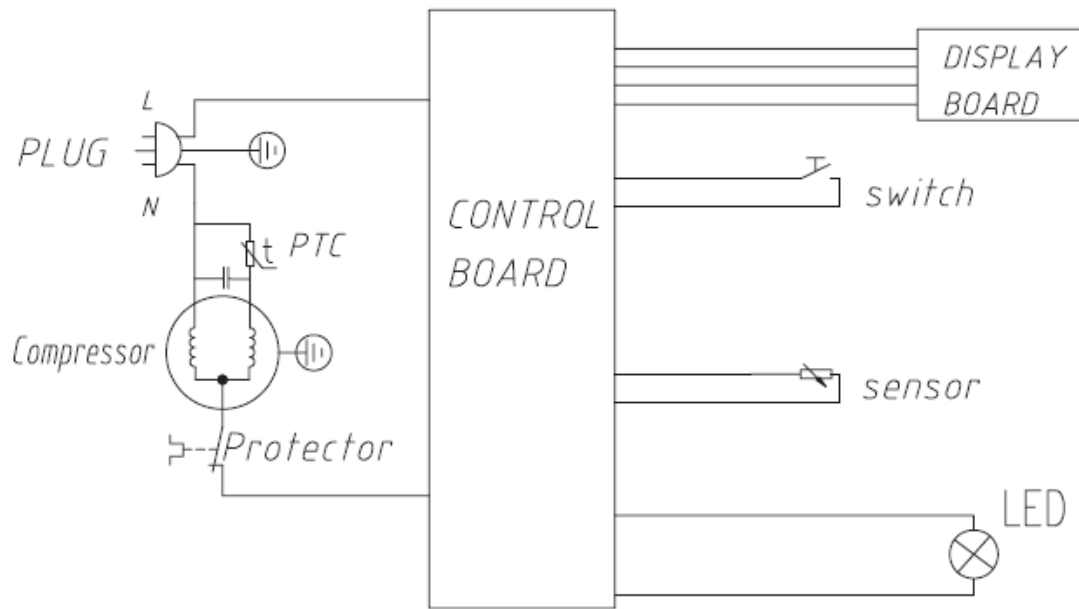 L
PLUG
N
t PTC
Compressor
Protector
CONTROL
BOARD
DISPLAY
BOARD
switch
sensor
LED